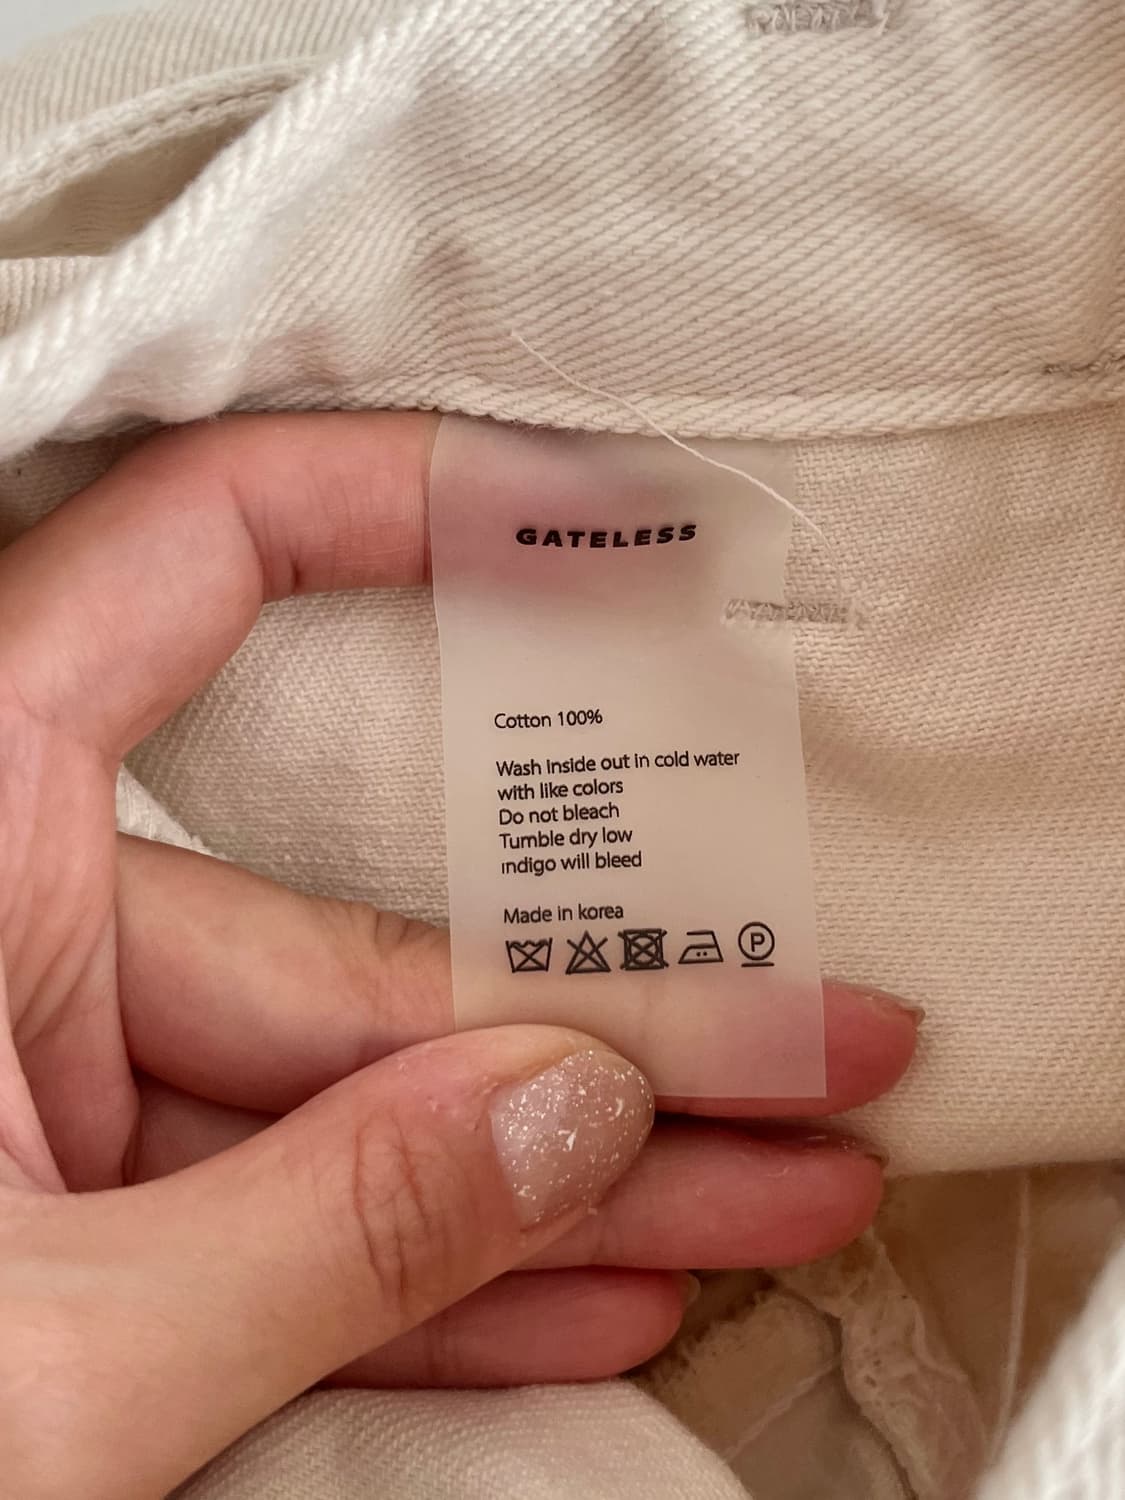 GATELESS
Cotton 100%
Wash inside out in cold water
with like colors
Do not bleach
Tumble dry low
indigo will bleed
Made in korea
P